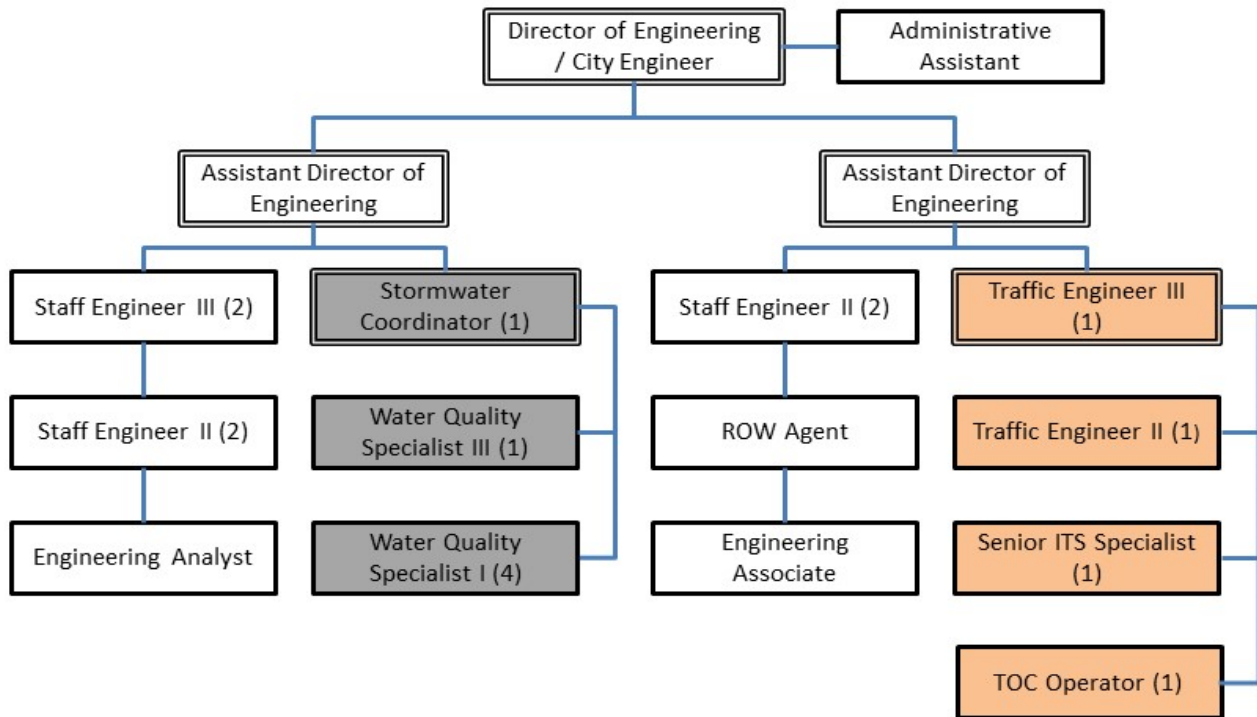 Director of Engineering
/ City Engineer
Administrative
Assistant
Assistant Director of
Engineering
Assistant Director of
Engineering
Staff Engineer III (2)
Stormwater
Coordinator (1)
Staff Engineer II (2)
Traffic Engineer III
(1)
Staff Engineer II (2)
Water Quality
Specialist III (1)
ROW Agent
Traffic Engineer II (1)
Engineering Analyst
Water Quality
Specialist I (4)
Engineering
Associate
Senior ITS Specialist
(1)
TOC Operator (1)